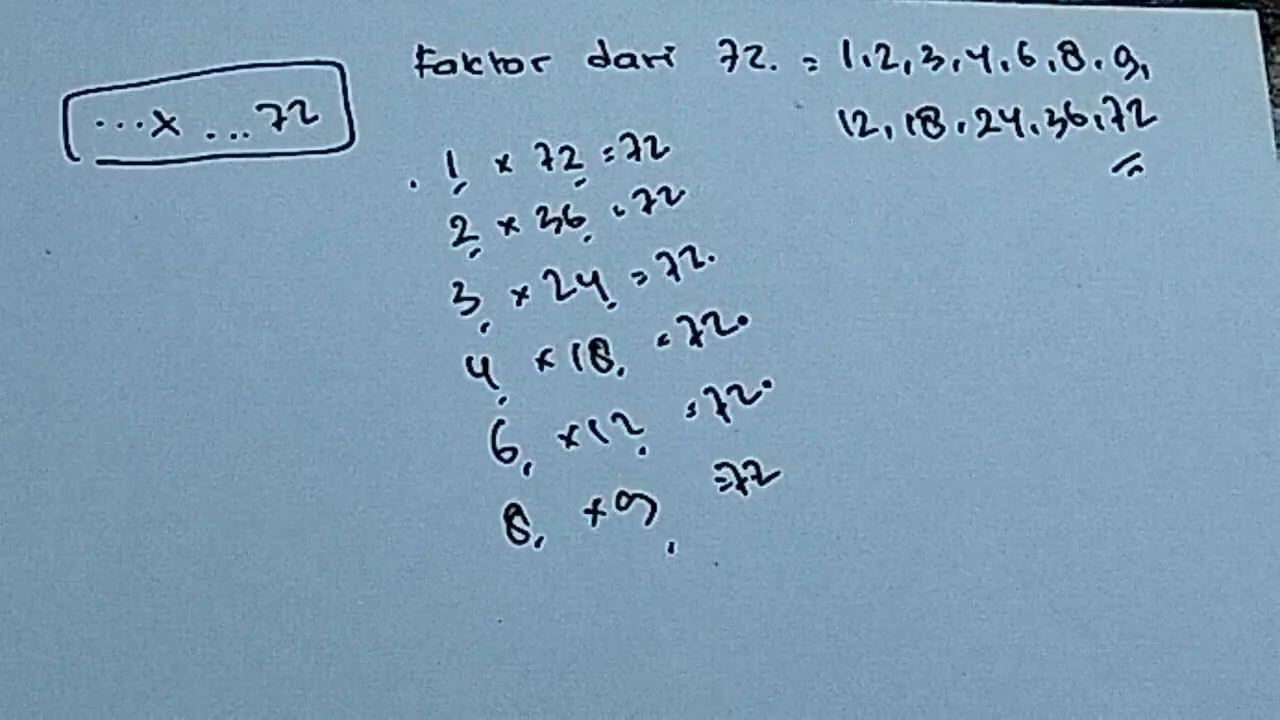 ...x ...72
Faktor dari 72. = 1,2,3,4,6,8,9,
12,18,24,36,72
1 x 72 = 72
2 x 36 = 72
3 x 24 = 72.
4 x 18 = 72.
6 x 12 = 72.
8 x 9 = 72